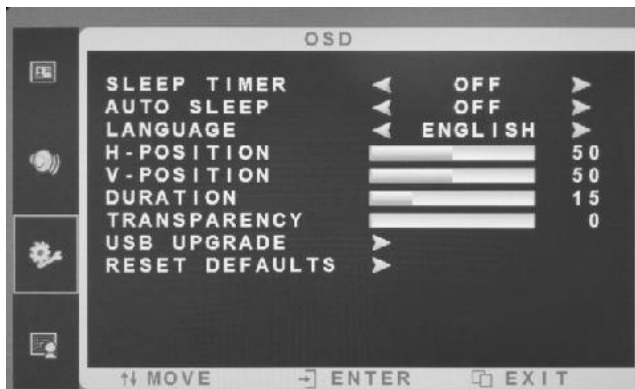 OSD
SLEEP TIMER OFF
AUTO SLEEP OFF
LANGUAGE ENGLISH
H-POSITION 50
V-POSITION 50
DURATION 15
TRANSPARENCY 0
USB UPGRADE
RESET DEFAULTS
MOVE ENTER EXIT